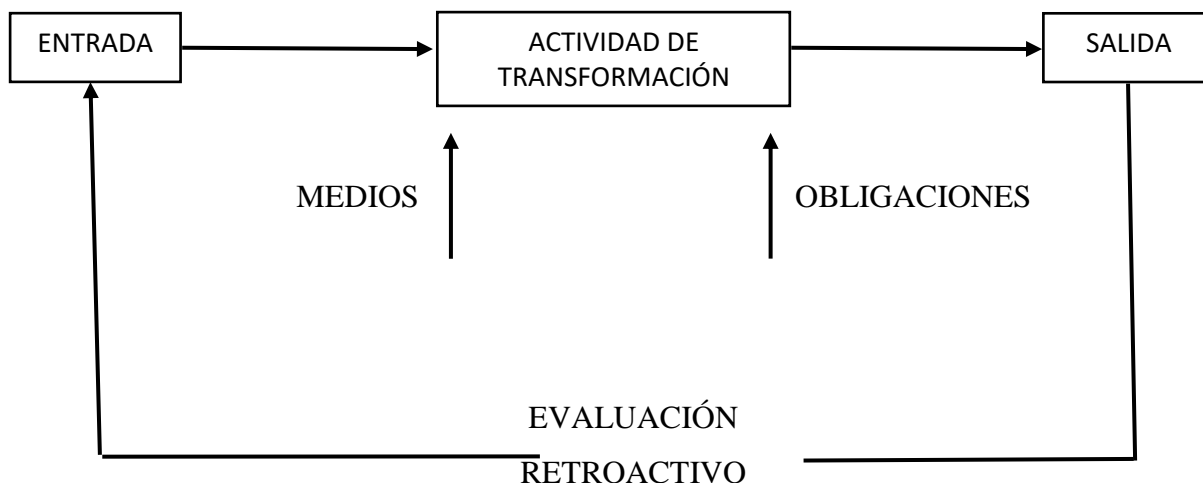 ENTRADA
ACTIVIDAD DE
TRANSFORMACIÓN
SALIDA
MEDIOS
OBLIGACIONES
EVALUACIÓN
RETROACTIVO